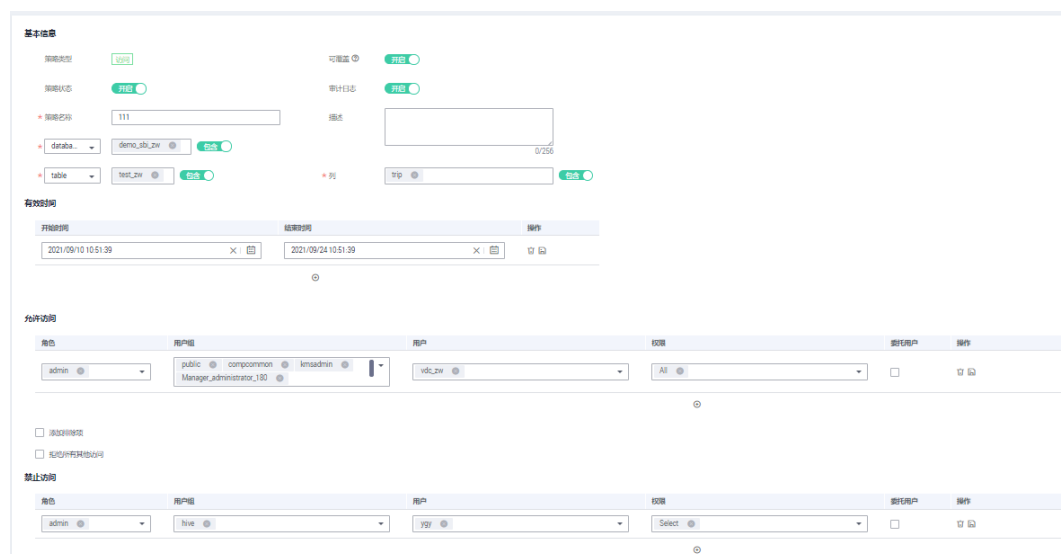 基本信息
策略类型 访问 可覆盖
策略状态 开启 审计日志 开启
* 策略名称 111 描述
0/256
* databa... demo_sbi_zw 包含
* table test_zw 包含 * 列 trip 包含
有效时间
开始时间 结束时间 操作
2021/09/10 10:51:39 2021/09/24 10:51:39
允许访问
角色 用户组 用户 权限 委托用户 操作
admin public compcommon kmsadmin vdc_zw All
Manager_administrator_180
添加排除项
拒绝所有其他访问
禁止访问
角色 用户组 用户 权限 委托用户 操作
admin hive ygy Select